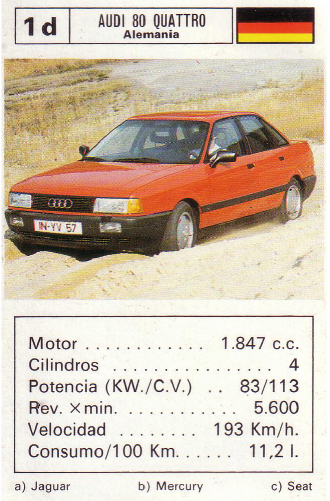 1 d
AUDI 80 QUATTRO
Alemania
IN-YV 57
Motor . . . . . . . . . . . . 1.847 c.c.
Cilindros . . . . . . . . . . . . . . . . 4
Potencia (KW./C.V.) . . 83/113
Rev. × min. . . . . . . . . . . . 5.600
Velocidad . . . . . . . 193 Km/h.
Consumo/100 Km. . . . . . 11,2 l.
a) Jaguar b) Mercury c) Seat